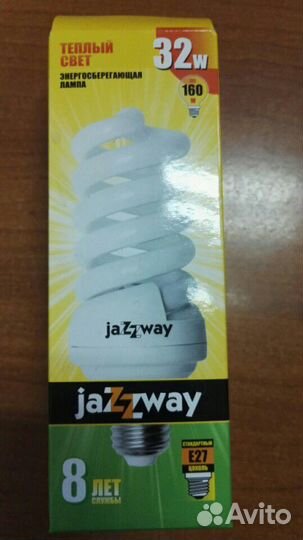 ТЕПЛЫЙ
СВЕТ
ЭНЕРГОСБЕРЕГАЮЩАЯ
ЛАМПА
32W
160
W
jaZZway
jaZZway
8 ЛЕТ
СЛУЖБЫ
СТАНДАРТНЫЙ
E27
ЦОКОЛЬ
Avito